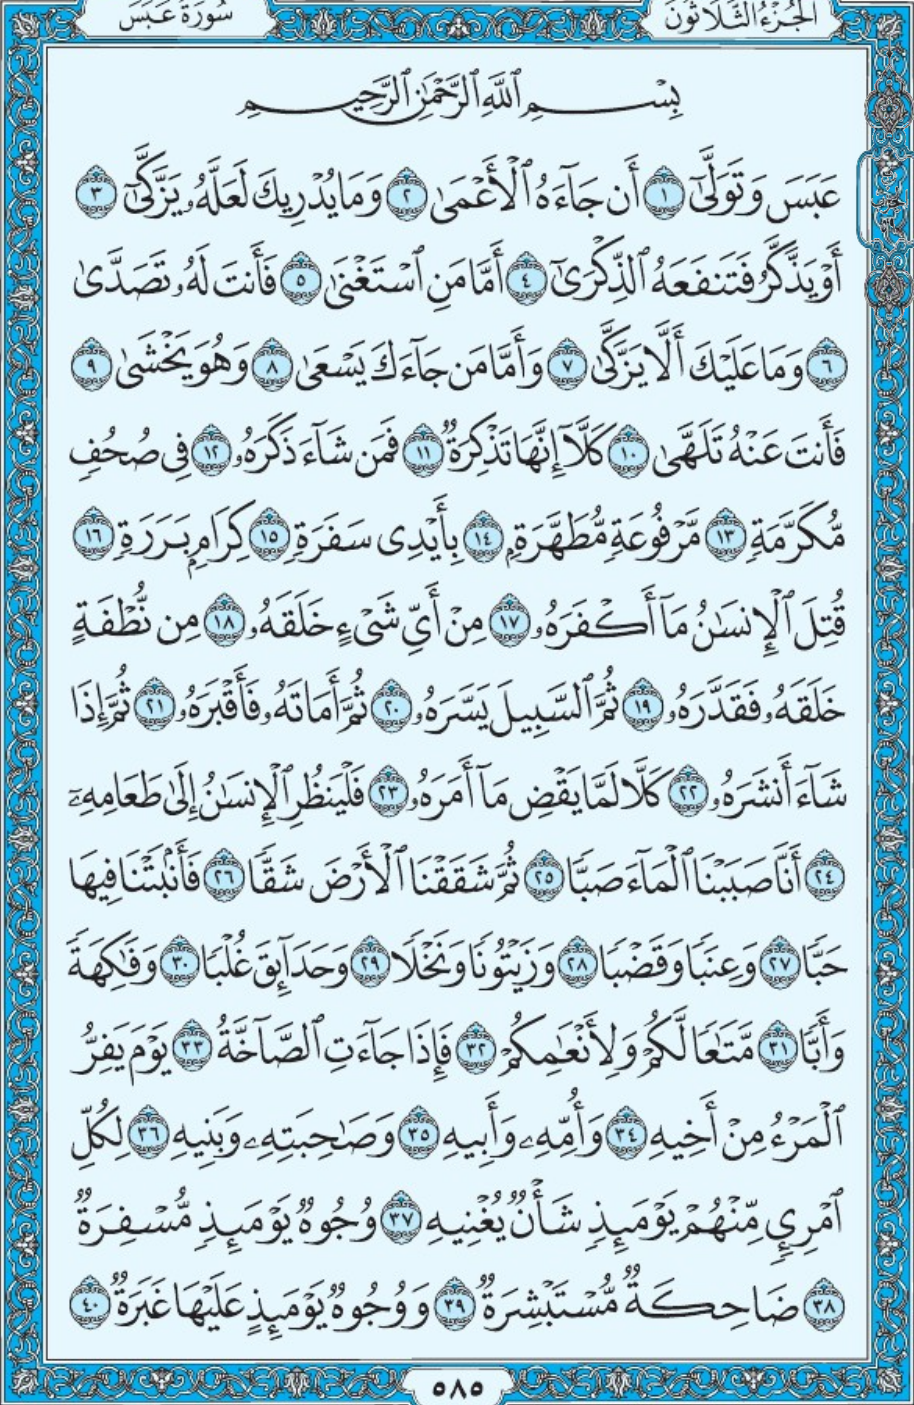 سُورَةُ عَبَسَ
الجُزْءُ الثَّلَاثُونَ
بِسْمِ ٱللَّهِ ٱلرَّحْمَٰنِ ٱلرَّحِيمِ
عَبَسَ وَتَوَلَّىٰٓ ١ أَن جَآءَهُ ٱلْأَعْمَىٰ ٢ وَمَا يُدْرِيكَ لَعَلَّهُۥ يَزَّكَّىٰٓ ٣
أَوْ يَذَّكَّرُ فَتَنفَعَهُ ٱلذِّكْرَىٰٓ ٤ أَمَّا مَنِ ٱسْتَغْنَىٰ ٥ فَأَنتَ لَهُۥ تَصَدَّىٰ
٦ وَمَا عَلَيْكَ أَلَّا يَزَّكَّىٰ ٧ وَأَمَّا مَن جَآءَكَ يَسْعَىٰ ٨ وَهُوَ يَخْشَىٰ ٩
فَأَنتَ عَنْهُ تَلَهَّىٰ ١٠ كَلَّآ إِنَّهَا تَذْكِرَةٌ ١١ فَمَن شَآءَ ذَكَرَهُۥ ١٢ فِى صُحُفٍ
مُّكَرَّمَةٍ ١٣ مَّرْفُوعَةٍ مُّطَهَّرَةٍۭ ١٤ بِأَيْدِى سَفَرَةٍ ١٥ كِرَامٍۭ بَرَرَةٍ ١٦
قُتِلَ ٱلْإِنسَٰنُ مَآ أَكْفَرَهُۥ ١٧ مِنْ أَىِّ شَىْءٍ خَلَقَهُۥ ١٨ مِن نُّطْفَةٍ
خَلَقَهُۥ فَقَدَّرَهُۥ ١٩ ثُمَّ ٱلسَّبِيلَ يَسَّرَهُۥ ٢٠ ثُمَّ أَمَاتَهُۥ فَأَقْبَرَهُۥ ٢١ ثُمَّ إِذَا
شَآءَ أَنشَرَهُۥ ٢٢ كَلَّا لَمَّا يَقْضِ مَآ أَمَرَهُۥ ٢٣ فَلْيَنظُرِ ٱلْإِنسَٰنُ إِلَىٰ طَعَامِهِۦٓ
٢٤ أَنَّا صَبَبْنَا ٱلْمَآءَ صَبًّا ٢٥ ثُمَّ شَقَقْنَا ٱلْأَرْضَ شَقًّا ٢٦ فَأَنۢبَتْنَا فِيهَا
حَبًّا ٢٧ وَعِنَبًا وَقَضْبًا ٢٨ وَزَيْتُونًا وَنَخْلًا ٢٩ وَحَدَآئِقَ غُلْبًا ٣٠ وَفَٰكِهَةً
وَأَبًّا ٣١ مَّتَٰعًا لَّكُمْ وَلِأَنْعَٰمِكُمْ ٣٢ فَإِذَا جَآءَتِ ٱلصَّآخَّةُ ٣٣ يَوْمَ يَفِرُّ
ٱلْمَرْءُ مِنْ أَخِيهِ ٣٤ وَأُمِّهِۦ وَأَبِيهِ ٣٥ وَصَٰحِبَتِهِۦ وَبَنِيهِ ٣٦ لِكُلِّ
ٱمْرِئٍ مِّنْهُمْ يَوْمَئِذٍ شَأْنٌ يُغْنِيهِ ٣٧ وُجُوهٌ يَوْمَئِذٍ مُّسْفِرَةٌ
٣٨ ضَاحِكَةٌ مُّسْتَبْشِرَةٌ ٣٩ وَوُجُوهٌ يَوْمَئِذٍ عَلَيْهَا غَبَرَةٌ ٤٠
٥٨٥